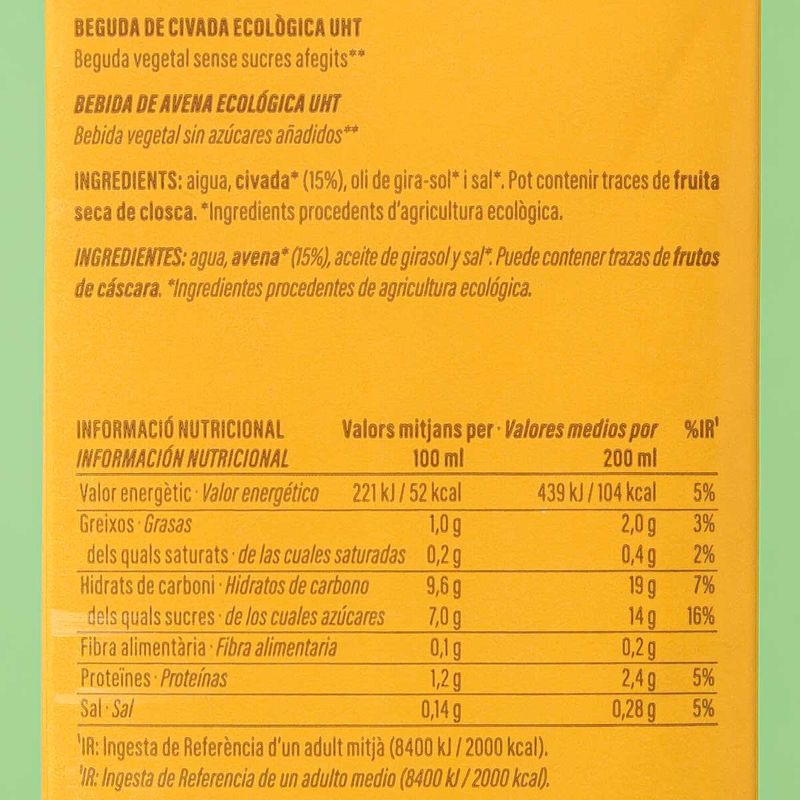 BEGUDA DE CIVADA ECOLÒGICA UHT
Beguda vegetal sense sucres afegits**
BEBIDA DE AVENA ECOLÓGICA UHT
Bebida vegetal sin azúcares añadidos**
INGREDIENTS: aigua, civada* (15%), oli de gira-sol* i sal*. Pot contenir traces de fruita
seca de closca. *Ingredients procedents d'agricultura ecològica.
INGREDIENTES: agua, avena* (15%), aceite de girasol y sal*. Puede contener trazas de frutos
de cáscara. *Ingredientes procedentes de agricultura ecológica.
INFORMACIÓ NUTRICIONAL Valors mitjans per · Valores medios por %IR¹
INFORMACIÓN NUTRICIONAL 100 ml 200 ml
Valor energètic · Valor energético 221 kJ / 52 kcal 439 kJ / 104 kcal 5%
Greixos · Grasas 1,0 g 2,0 g 3%
dels quals saturats · de las cuales saturadas 0,2 g 0,4 g 2%
Hidrats de carboni · Hidratos de carbono 9,6 g 19 g 7%
dels quals sucres · de los cuales azúcares 7,0 g 14 g 16%
Fibra alimentària · Fibra alimentaria 0,1 g 0,2 g
Proteïnes · Proteínas 1,2 g 2,4 g 5%
Sal · Sal 0,14 g 0,28 g 5%
¹IR: Ingesta de Referència d'un adult mitjà (8400 kJ / 2000 kcal).
¹IR: Ingesta de Referencia de un adulto medio (8400 kJ / 2000 kcal).